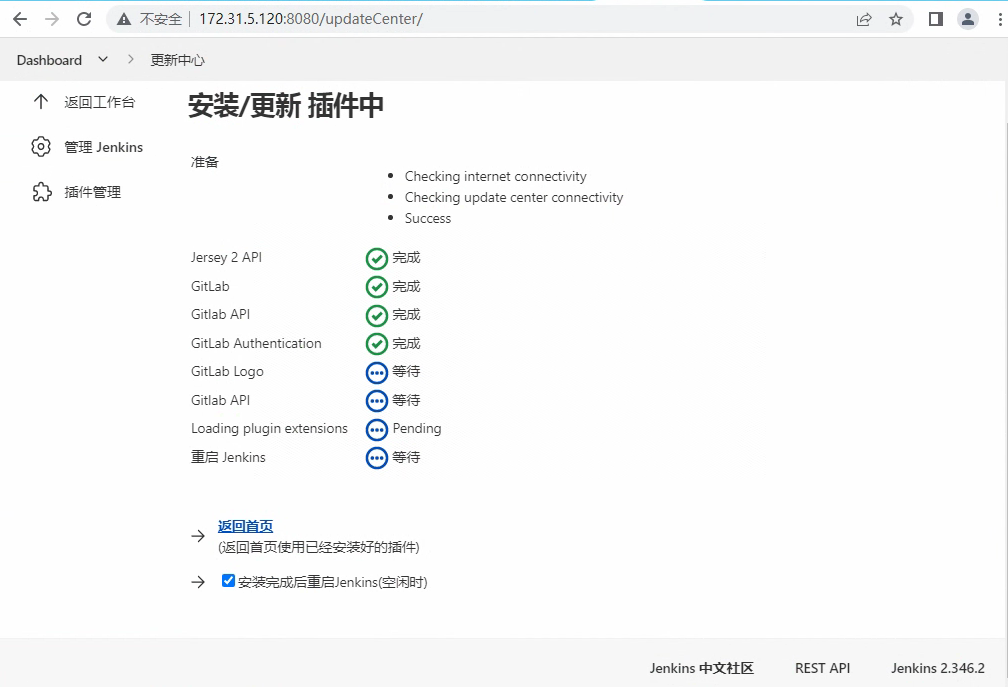 不安全 172.31.5.120:8080/updateCenter/
Dashboard 更新中心
返回工作台
管理 Jenkins
插件管理
安装/更新 插件中
准备
Checking internet connectivity
Checking update center connectivity
Success
Jersey 2 API 完成
GitLab 完成
Gitlab API 完成
GitLab Authentication 完成
GitLab Logo 等待
Gitlab API 等待
Loading plugin extensions Pending
重启 Jenkins 等待
返回首页
(返回首页使用已经安装好的插件)
安装完成后重启Jenkins(空闲时)
Jenkins 中文社区 REST API Jenkins 2.346.2